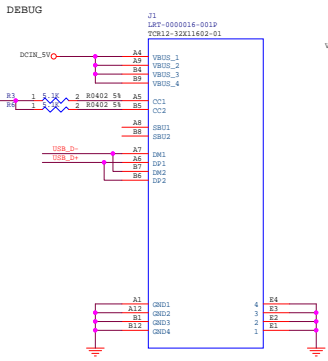 DEBUG
J1
LRT-0000016-001P
TCR12-32X11602-01
DCIN_5V
A4 VBUS_1
A9 VBUS_2
B4 VBUS_3
B9 VBUS_4
R3 1 5.1K 2 R0402 5% A5 CC1
R6 1 5.1K 2 R0402 5% B5 CC2
A8 SBU1
B8 SBU2
USB_D- A7 DM1
USB_D+ A6 DP1
B7 DM2
B6 DP2
A1 GND1 4 E4
A12 GND2 3 E3
B1 GND3 2 E2
B12 GND4 1 E1